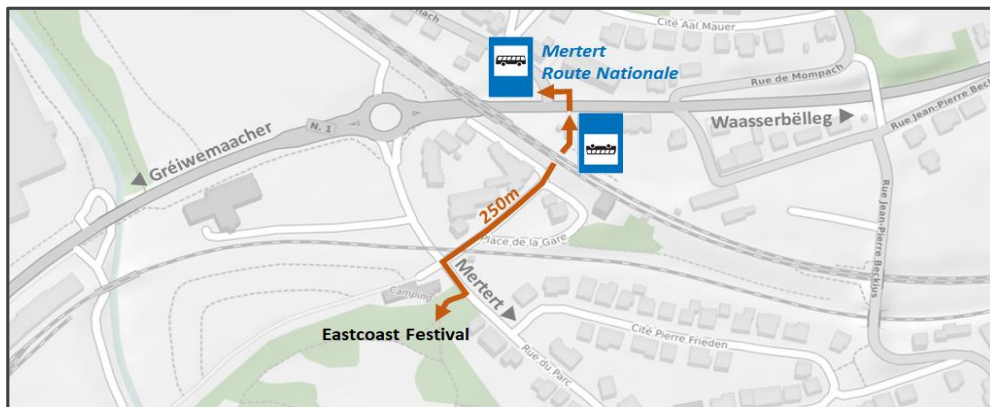 Cité Aal Mauer
Mertert
Route Nationale
Rue de Mompach
Waasserbëlleg
Rue Jean-Pierre Beckius
N. 1
Gréiwemaacher
250m
Place de la Gare
Rue Jean-Pierre Beckius
Camping
Mertert
Eastcoast Festival
Cité Pierre Frieden
Rue du Parc